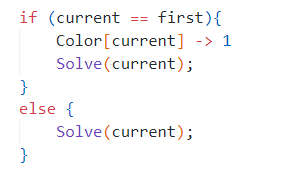 if (current == first){
    Color[current] -> 1
    Solve(current);
}
else {
    Solve(current);
}